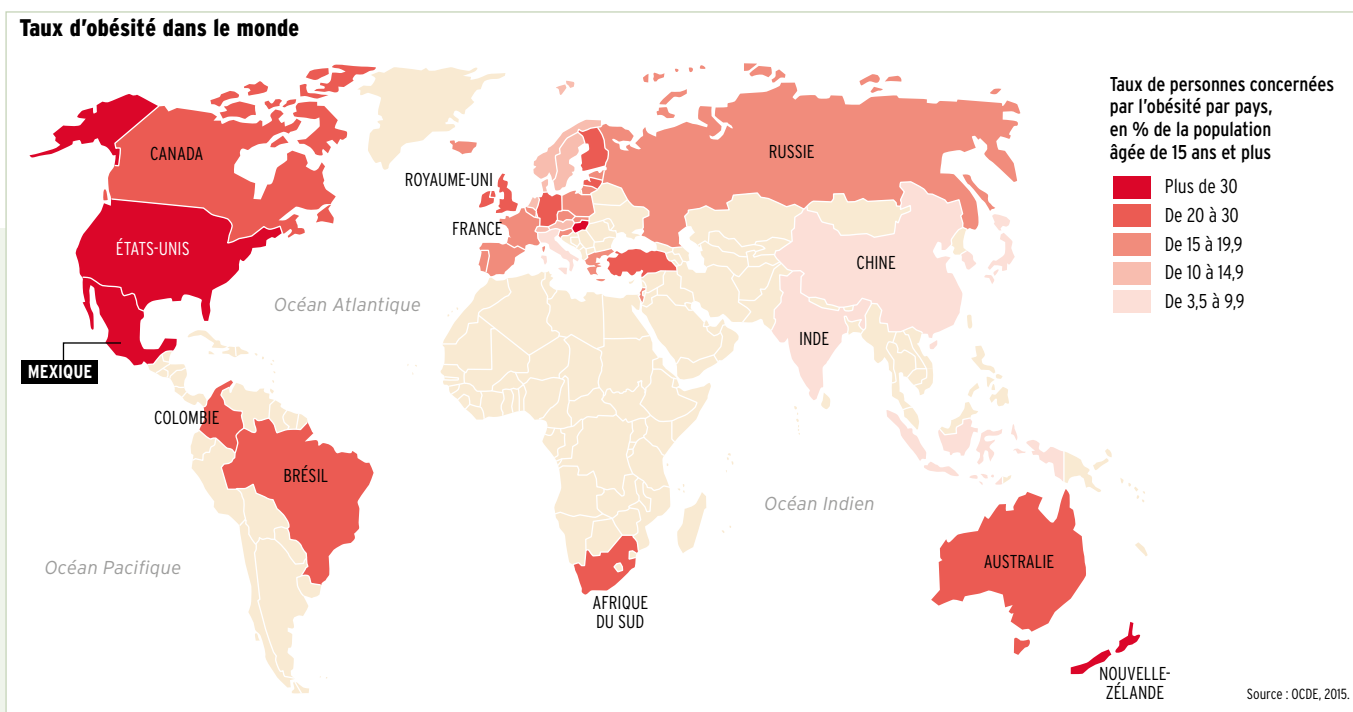 Taux d'obésité dans le monde
Taux de personnes concernées
par l'obésité par pays,
en % de la population
âgée de 15 ans et plus
Plus de 30
De 20 à 30
De 15 à 19,9
De 10 à 14,9
De 3,5 à 9,9
CANADA
RUSSIE
ROYAUME-UNI
FRANCE
ÉTATS-UNIS
CHINE
Océan Atlantique
INDE
MEXIQUE
COLOMBIE
BRÉSIL
Océan Indien
Océan Pacifique
AUSTRALIE
AFRIQUE
DU SUD
NOUVELLE-
ZÉLANDE
Source : OCDE, 2015.